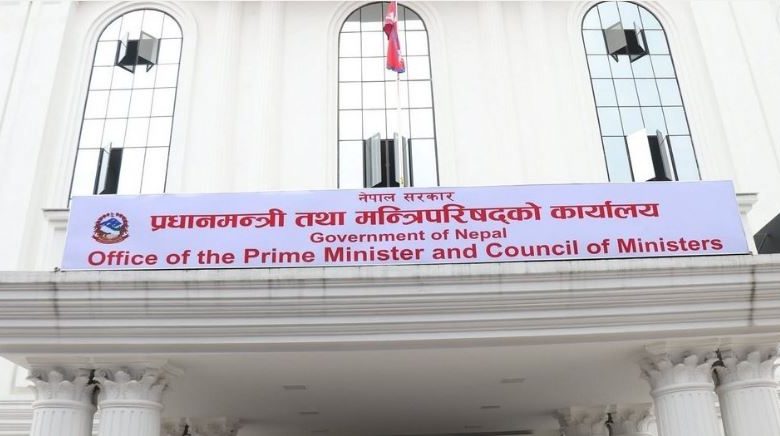 नेपाल सरकार
प्रधानमन्त्री तथा मन्त्रिपरिषद्को कार्यालय
Government of Nepal
Office of the Prime Minister and Council of Ministers